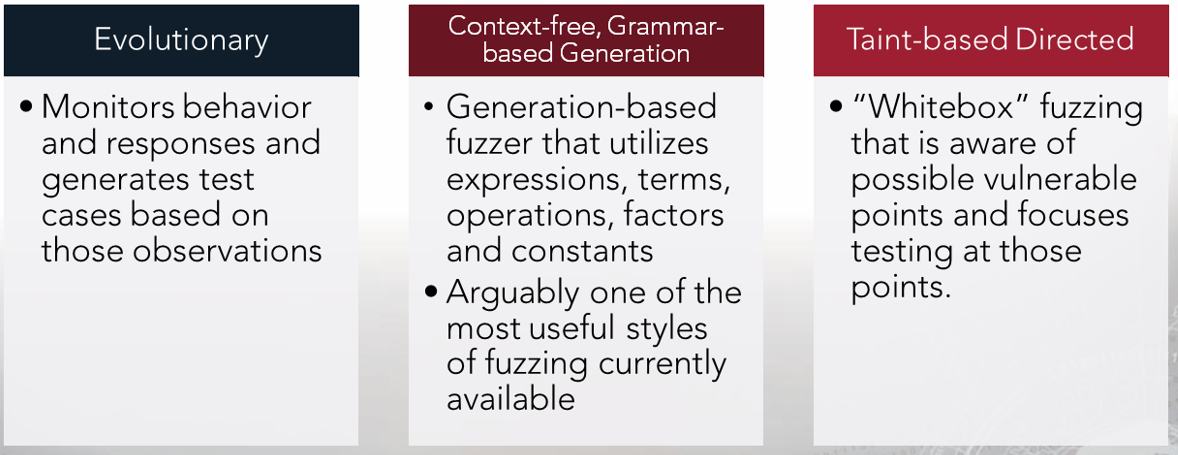 Evolutionary
• Monitors behavior
and responses and
generates test
cases based on
those observations
Context-free, Grammar-
based Generation
• Generation-based
fuzzer that utilizes
expressions, terms,
operations, factors
and constants
• Arguably one of the
most useful styles
of fuzzing currently
available
Taint-based Directed
• “Whitebox” fuzzing
that is aware of
possible vulnerable
points and focuses
testing at those
points.